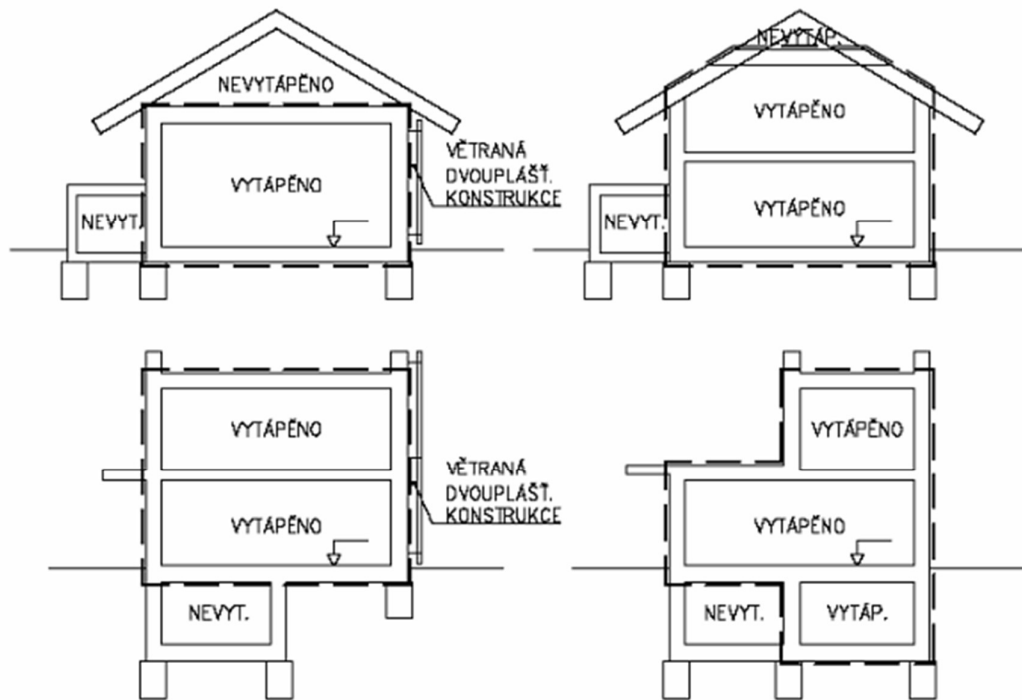 NEVYTÁPĚNO
VYTÁPĚNO
NEVYT.
VĚTRANÁ
DVOUPLÁŠŤ.
KONSTRUKCE
NEVYTÁP.
VYTÁPĚNO
VYTÁPĚNO
NEVYT.
VYTÁPĚNO
VYTÁPĚNO
NEVYT.
VĚTRANÁ
DVOUPLÁŠŤ.
KONSTRUKCE
VYTÁPĚNO
VYTÁPĚNO
NEVYT.
VYTÁP.